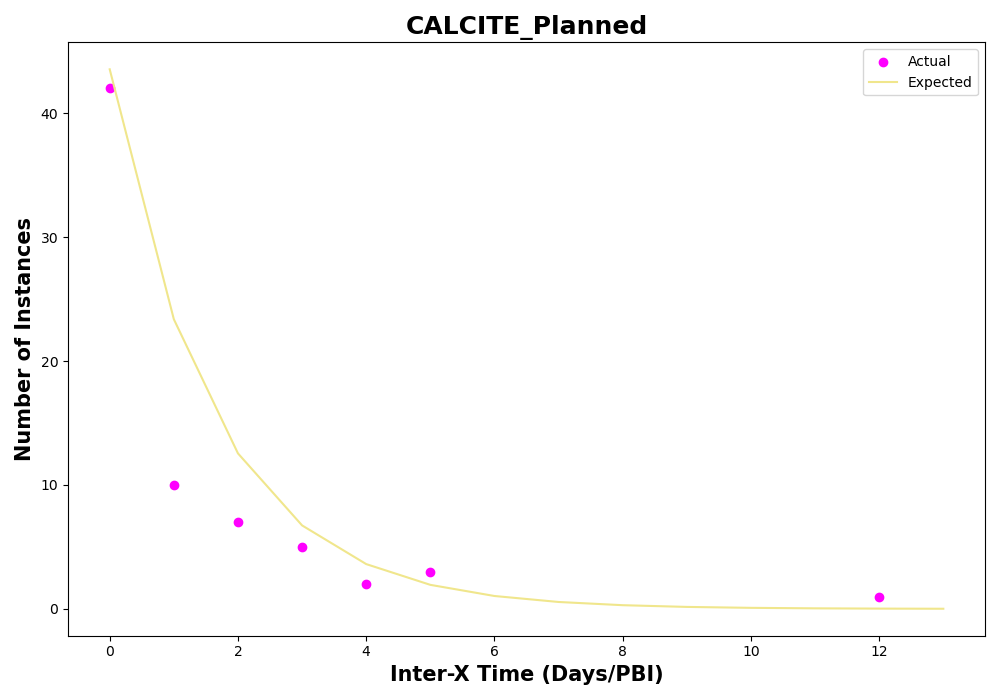 CALCITE_Planned
Actual
Expected
Number of Instances
40
30
20
10
0
0 2 4 6 8 10 12
Inter-X Time (Days/PBI)